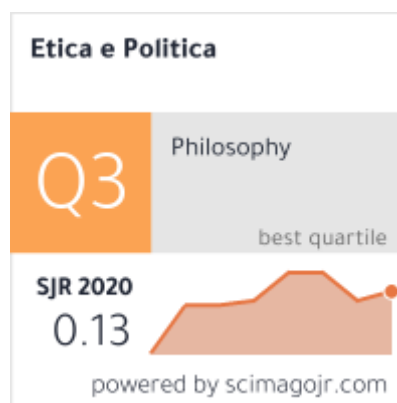 Etica e Politica
Q3
Philosophy
best quartile
SJR 2020
0.13
powered by scimagojr.com